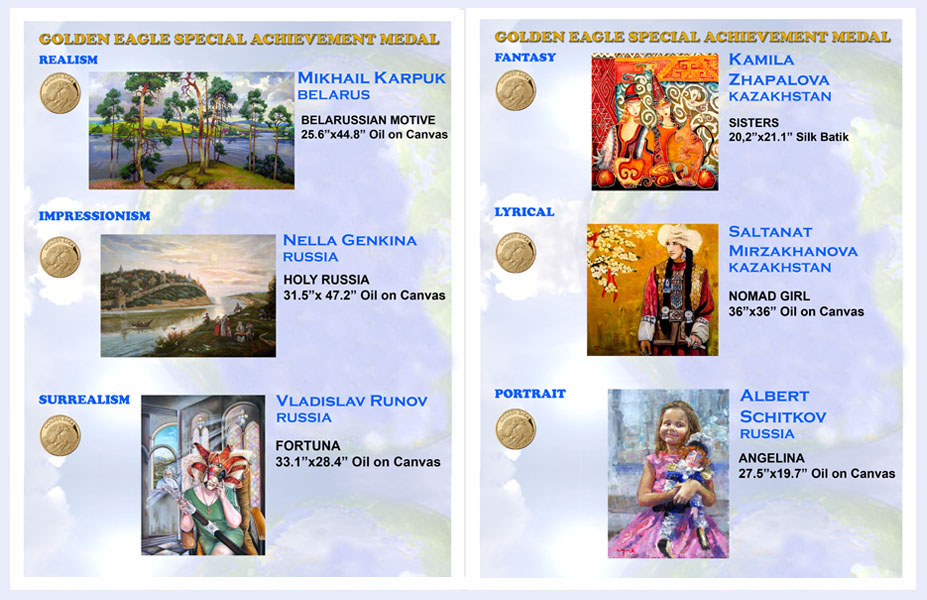 GOLDEN EAGLE SPECIAL ACHIEVEMENT MEDAL
REALISM
MIKHAIL KARPUK
BELARUS
BELARUSSIAN MOTIVE
25.6”x44.8” Oil on Canvas
IMPRESSIONISM
NELLA GENKINA
RUSSIA
HOLY RUSSIA
31.5”x 47.2” Oil on Canvas
SURREALISM
VLADISLAV RUNOV
RUSSIA
FORTUNA
33.1”x28.4” Oil on Canvas
GOLDEN EAGLE SPECIAL ACHIEVEMENT MEDAL
FANTASY
KAMILA
ZHAPALOVA
KAZAKHSTAN
SISTERS
20,2”x21.1” Silk Batik
LYRICAL
SALTANAT
MIRZAKHANOVA
KAZAKHSTAN
NOMAD GIRL
36”x36” Oil on Canvas
PORTRAIT
ALBERT
SCHITKOV
RUSSIA
ANGELINA
27.5”x19.7” Oil on Canvas